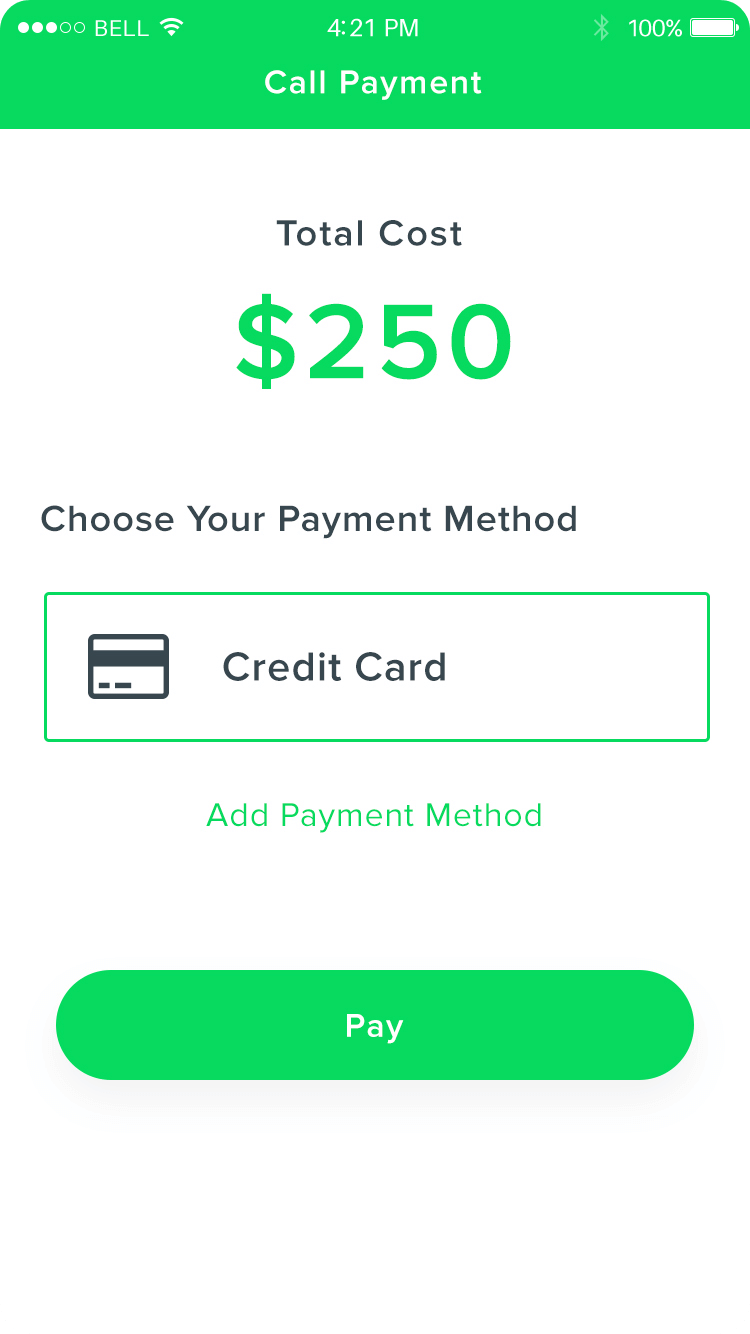 BELL 4:21 PM 100%
Call Payment
Total Cost
$250
Choose Your Payment Method
Credit Card
Add Payment Method
Pay